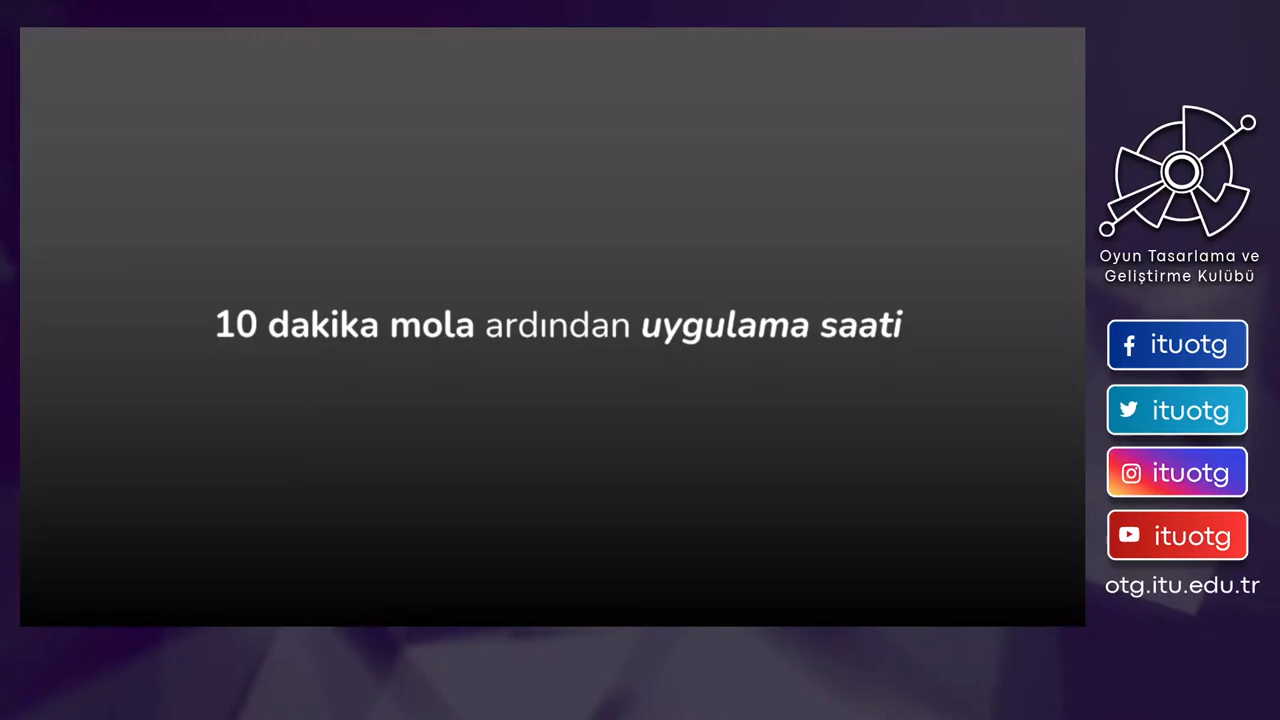 10 dakika mola ardından uygulama saati
Oyun Tasarlama ve
Geliştirme Kulübü
ituotg
ituotg
ituotg
ituotg
otg.itu.edu.tr